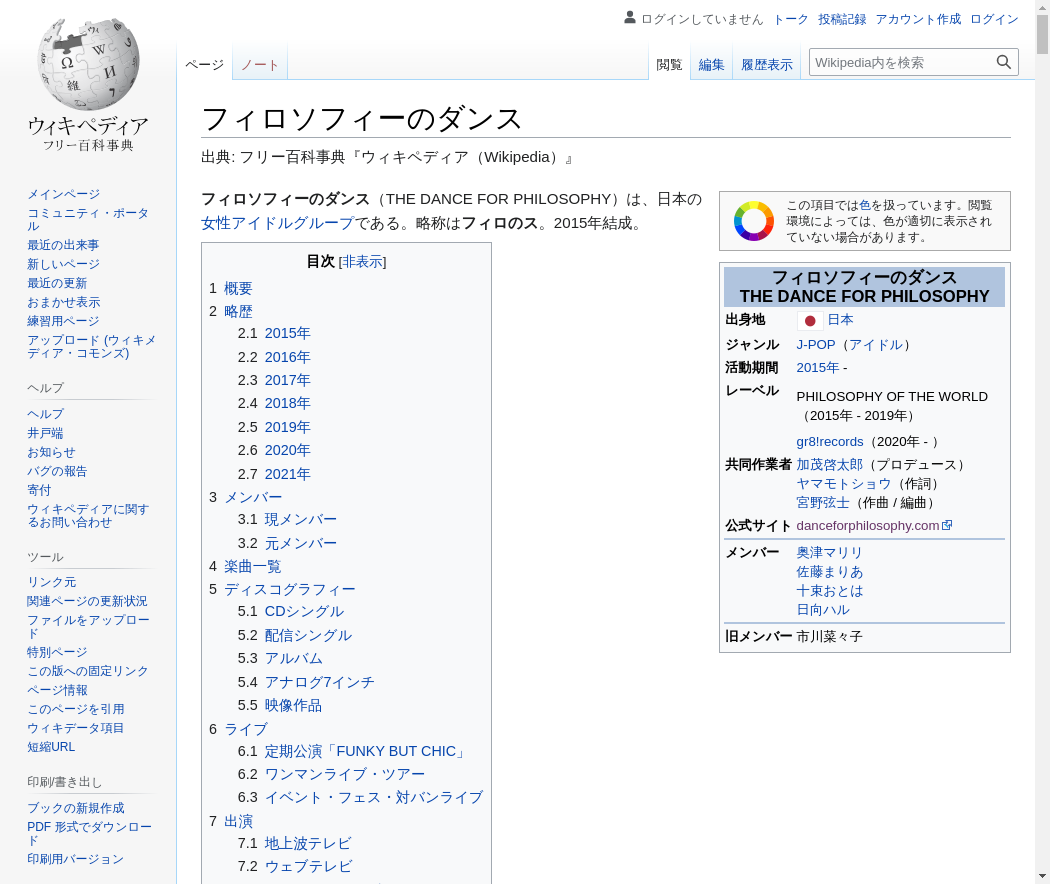 ログインしていません トーク 投稿記録 アカウント作成 ログイン
ページ ノート 閲覧 編集 履歴表示 Wikipedia内を検索
ウィキペディア
フリー百科事典
メインページ
コミュニティ・ポータ
ル
最近の出来事
新しいページ
最近の更新
おまかせ表示
練習用ページ
アップロード (ウィキメ
ディア・コモンズ)
ヘルプ
ヘルプ
井戸端
お知らせ
バグの報告
寄付
ウィキペディアに関す
るお問い合わせ
ツール
リンク元
関連ページの更新状況
ファイルをアップロー
ド
特別ページ
この版への固定リンク
ページ情報
このページを引用
ウィキデータ項目
短縮URL
印刷/書き出し
ブックの新規作成
PDF 形式でダウンロー
ド
印刷用バージョン
フィロソフィーのダンス
出典: フリー百科事典『ウィキペディア（Wikipedia）』
フィロソフィーのダンス（THE DANCE FOR PHILOSOPHY）は、日本の
女性アイドルグループである。略称はフィロのス。2015年結成。
目次 [非表示]
1 概要
2 略歴
2.1 2015年
2.2 2016年
2.3 2017年
2.4 2018年
2.5 2019年
2.6 2020年
2.7 2021年
3 メンバー
3.1 現メンバー
3.2 元メンバー
4 楽曲一覧
5 ディスコグラフィー
5.1 CDシングル
5.2 配信シングル
5.3 アルバム
5.4 アナログ7インチ
5.5 映像作品
6 ライブ
6.1 定期公演「FUNKY BUT CHIC」
6.2 ワンマンライブ・ツアー
6.3 イベント・フェス・対バンライブ
7 出演
7.1 地上波テレビ
7.2 ウェブテレビ
この項目では色を扱っています。閲覧
環境によっては、色が適切に表示され
ていない場合があります。
フィロソフィーのダンス
THE DANCE FOR PHILOSOPHY
出身地 日本
ジャンル J-POP（アイドル）
活動期間 2015年 -
レーベル PHILOSOPHY OF THE WORLD
（2015年 - 2019年）
gr8!records（2020年 - ）
共同作業者 加茂啓太郎（プロデュース）
ヤマモトショウ（作詞）
宮野弦士（作曲 / 編曲）
公式サイト danceforphilosophy.com
メンバー 奥津マリリ
佐藤まりあ
十束おとは
日向ハル
旧メンバー 市川菜々子